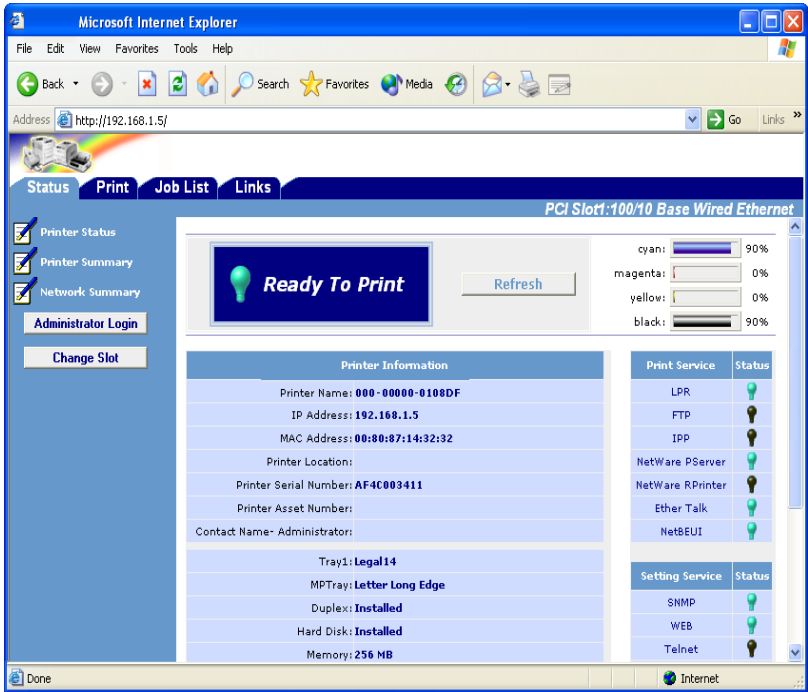 Microsoft Internet Explorer
File Edit View Favorites Tools Help
Back Search Favorites Media
Address http://192.168.1.5/ Go Links »
Status Print Job List Links
PCI Slot1:100/10 Base Wired Ethernet
Printer Status
Printer Summary
Network Summary
Administrator Login
Change Slot
Ready To Print
Refresh
cyan: 90%
magenta: 0%
yellow: 0%
black: 90%
Printer Information
Printer Name: 000-00000-0108DF
IP Address: 192.168.1.5
MAC Address: 00:80:87:14:32:32
Printer Location:
Printer Serial Number: AF4C003411
Printer Asset Number:
Contact Name- Administrator:
Tray1: Legal14
MPTray: Letter Long Edge
Duplex: Installed
Hard Disk: Installed
Memory: 256 MB
Print Service Status
LPR
FTP
IPP
NetWare PServer
NetWare RPrinter
Ether Talk
NetBEUI
Setting Service Status
SNMP
WEB
Telnet
Done Internet